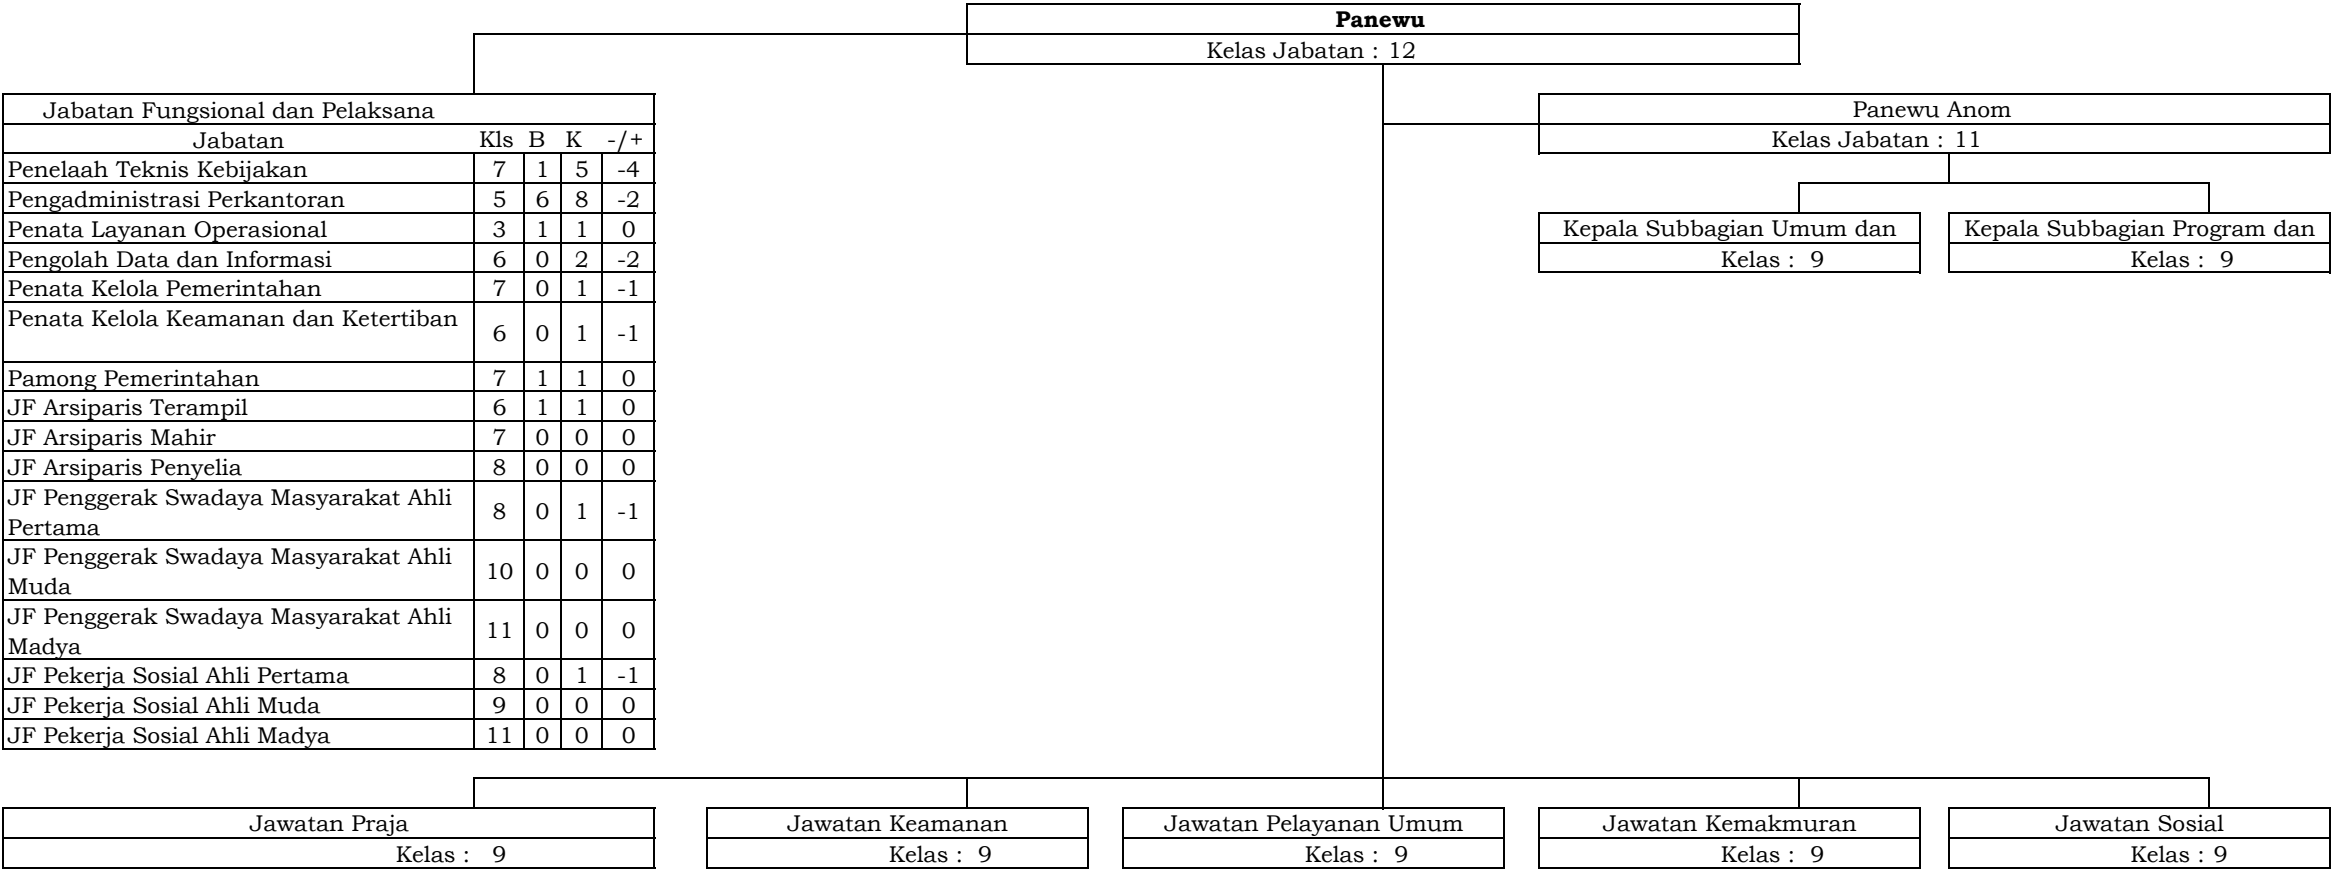 Panewu
Kelas Jabatan : 12
Jabatan Fungsional dan Pelaksana
Jabatan Kls B K -/+
Penelaah Teknis Kebijakan 7 1 5 -4
Pengadministrasi Perkantoran 5 6 8 -2
Penata Layanan Operasional 3 1 1 0
Pengolah Data dan Informasi 6 0 2 -2
Penata Kelola Pemerintahan 7 0 1 -1
Penata Kelola Keamanan dan Ketertiban 6 0 1 -1
Pamong Pemerintahan 7 1 1 0
JF Arsiparis Terampil 6 1 1 0
JF Arsiparis Mahir 7 0 0 0
JF Arsiparis Penyelia 8 0 0 0
JF Penggerak Swadaya Masyarakat Ahli
Pertama 8 0 1 -1
JF Penggerak Swadaya Masyarakat Ahli
Muda 10 0 0 0
JF Penggerak Swadaya Masyarakat Ahli
Madya 11 0 0 0
JF Pekerja Sosial Ahli Pertama 8 0 1 -1
JF Pekerja Sosial Ahli Muda 9 0 0 0
JF Pekerja Sosial Ahli Madya 11 0 0 0
Panewu Anom
Kelas Jabatan : 11
Kepala Subbagian Umum dan
Kelas : 9
Kepala Subbagian Program dan
Kelas : 9
Jawatan Praja
Kelas : 9
Jawatan Keamanan
Kelas : 9
Jawatan Pelayanan Umum
Kelas : 9
Jawatan Kemakmuran
Kelas : 9
Jawatan Sosial
Kelas : 9